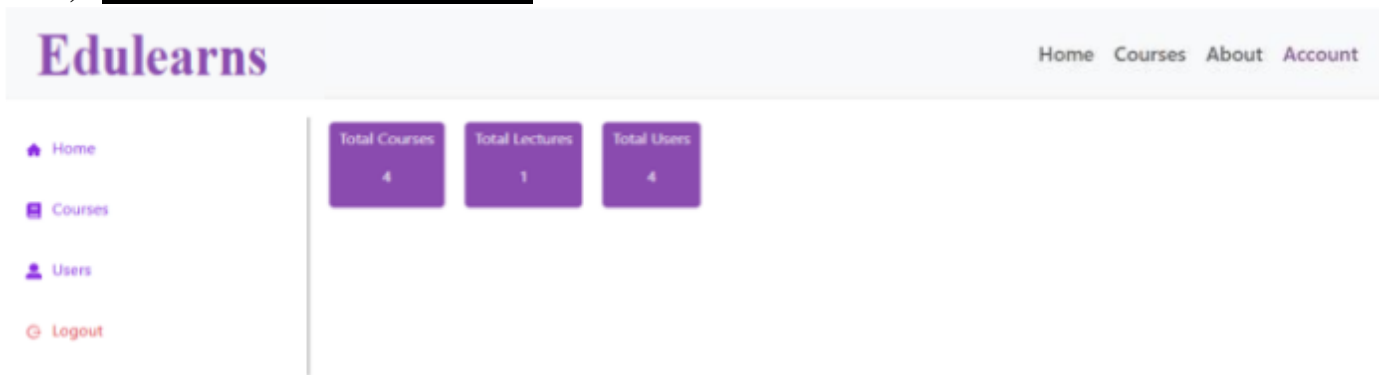 Edulearns
Home Courses About Account
Home
Courses
Users
Logout
Total Courses
4
Total Lectures
1
Total Users
4